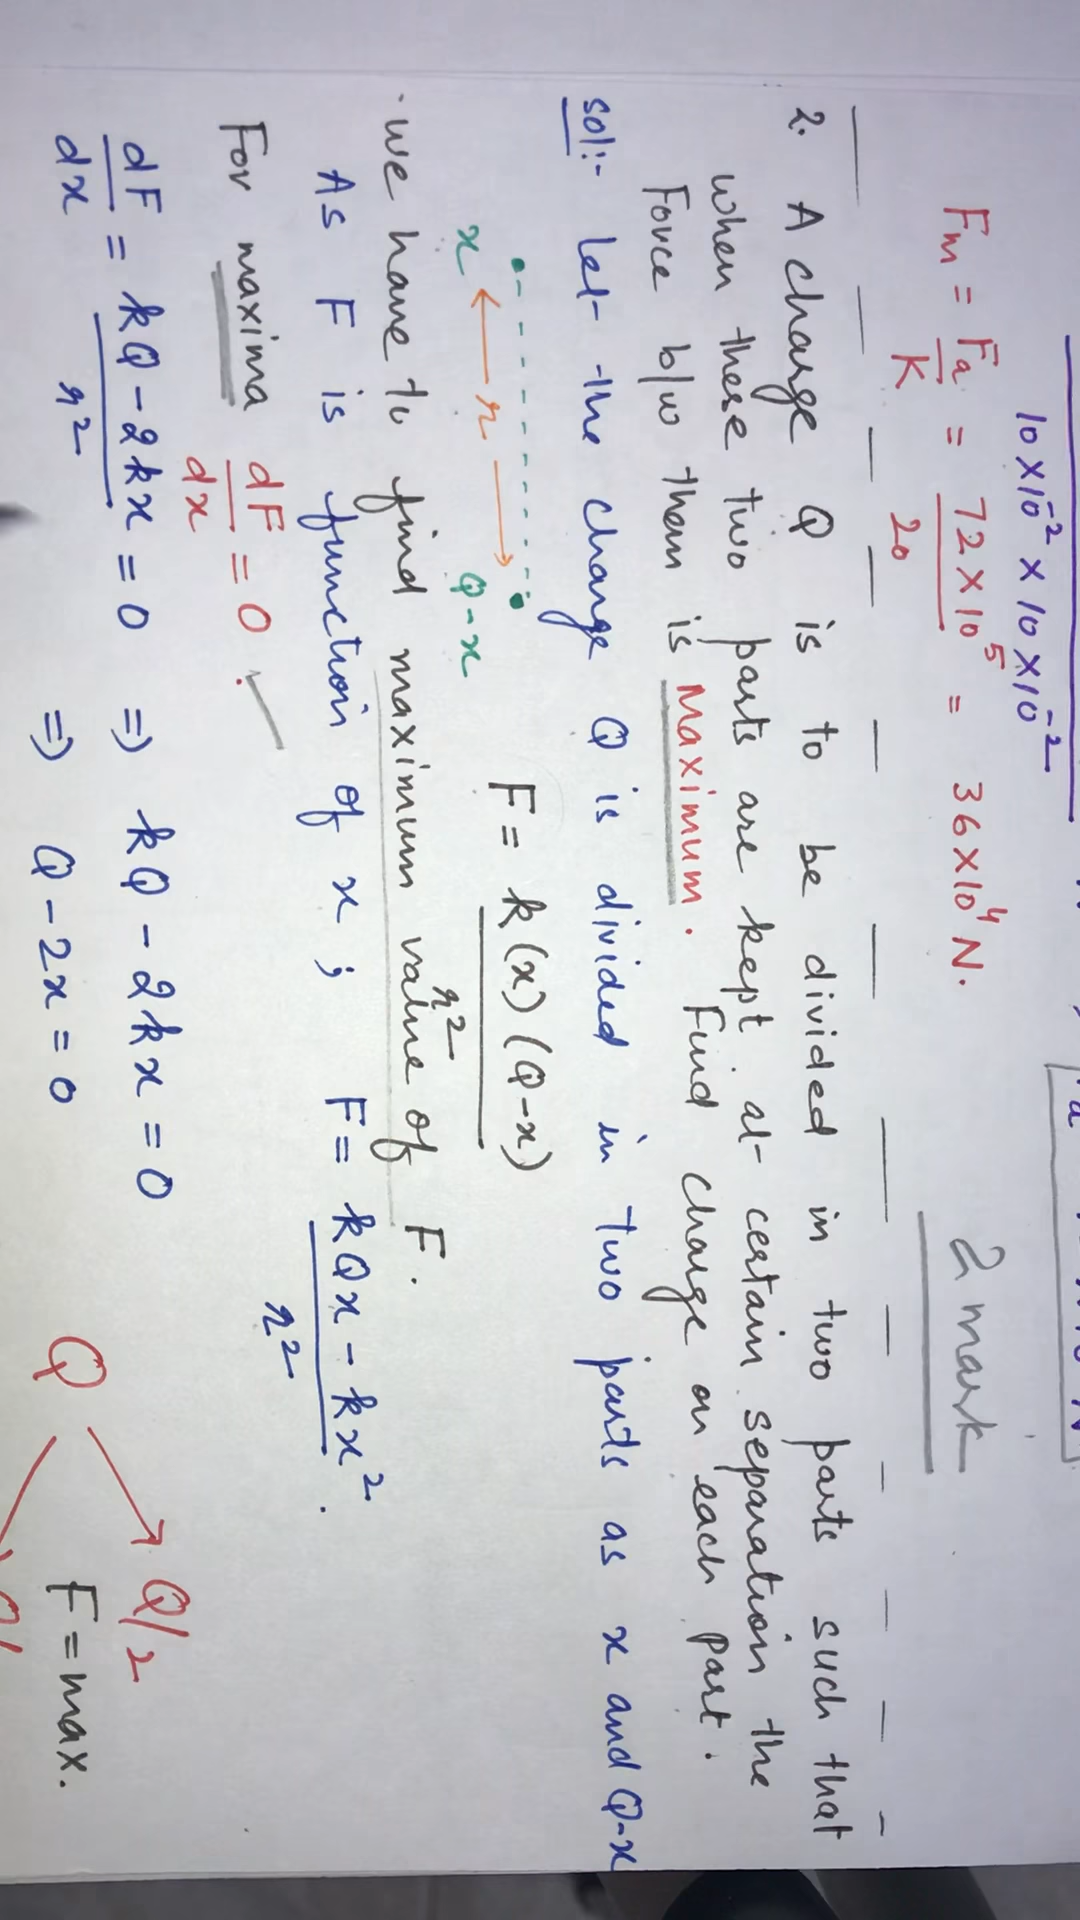 10×10⁻² × 10×10⁻²
Fm = Fa/K = 72×10⁵/20 = 36×10⁴ N.
2 mark
2. A charge Q is to be divided in two parts such that
when these two parts are kept at certain separation the
Force b/w them is Maximum. Find charge on each part.
sol:- let the charge Q is divided in two parts as x and Q-x
F = k(x)(Q-x)/r²
x r Q-x
we have to find maximum value of F.
As F is function of x ; F = kQx - kx²/r² .
For maxima dF/dx = 0.
dF/dx = kQ - 2kx/r² = 0 ⇒ kQ - 2kx = 0
⇒ Q - 2x = 0
Q Q/2
F = max.